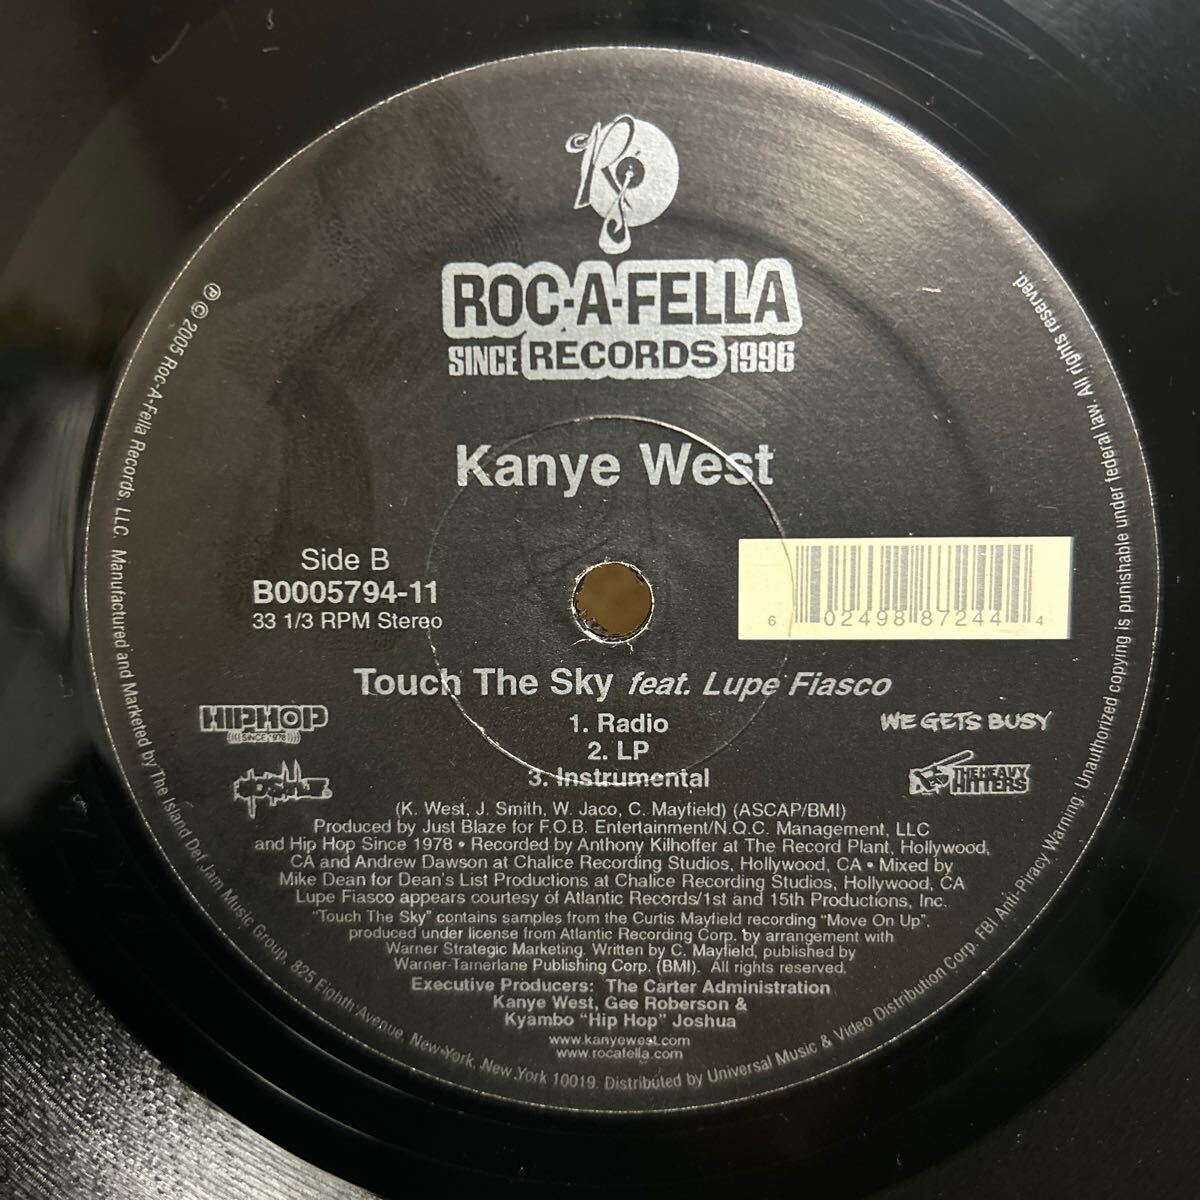 ROC-A-FELLA
SINCE RECORDS 1996
Kanye West
Side B
B0005794-11
33 1/3 RPM Stereo
6 02498 87244 4
Touch The Sky feat. Lupe Fiasco
1. Radio
2. LP
3. Instrumental
HIPHOP
((((SINCE 1978))))
WE GETS BUSY
THE HEAVY
HITTERS
(K. West, J. Smith, W. Jaco, C. Mayfield) (ASCAP/BMI)
Produced by Just Blaze for F.O.B. Entertainment/N.Q.C. Management, LLC
and Hip Hop Since 1978 • Recorded by Anthony Kilhoffer at The Record Plant, Hollywood,
CA and Andrew Dawson at Chalice Recording Studios, Hollywood, CA • Mixed by
Mike Dean for Dean's List Productions at Chalice Recording Studios, Hollywood, CA
Lupe Fiasco appears courtesy of Atlantic Records/1st and 15th Productions, Inc.
"Touch The Sky" contains samples from the Curtis Mayfield recording "Move On Up",
produced under license from Atlantic Recording Corp. by arrangement with
Warner Strategic Marketing. Written by C. Mayfield, published by
Warner-Tamerlane Publishing Corp. (BMI). All rights reserved.
Executive Producers: The Carter Administration
Kanye West, Gee Roberson &
Kyambo "Hip Hop" Joshua
www.kanyewest.com
www.rocafella.com
℗ © 2005 Roc-A-Fella Records, LLC. Manufactured and Marketed by The Island Def Jam Music Group, 825 Eighth Avenue, New York, New York 10019. Distributed by Universal Music & Video Distribution Corp. FBI Anti-Piracy Warning: Unauthorized copying is punishable under federal law. All rights reserved.